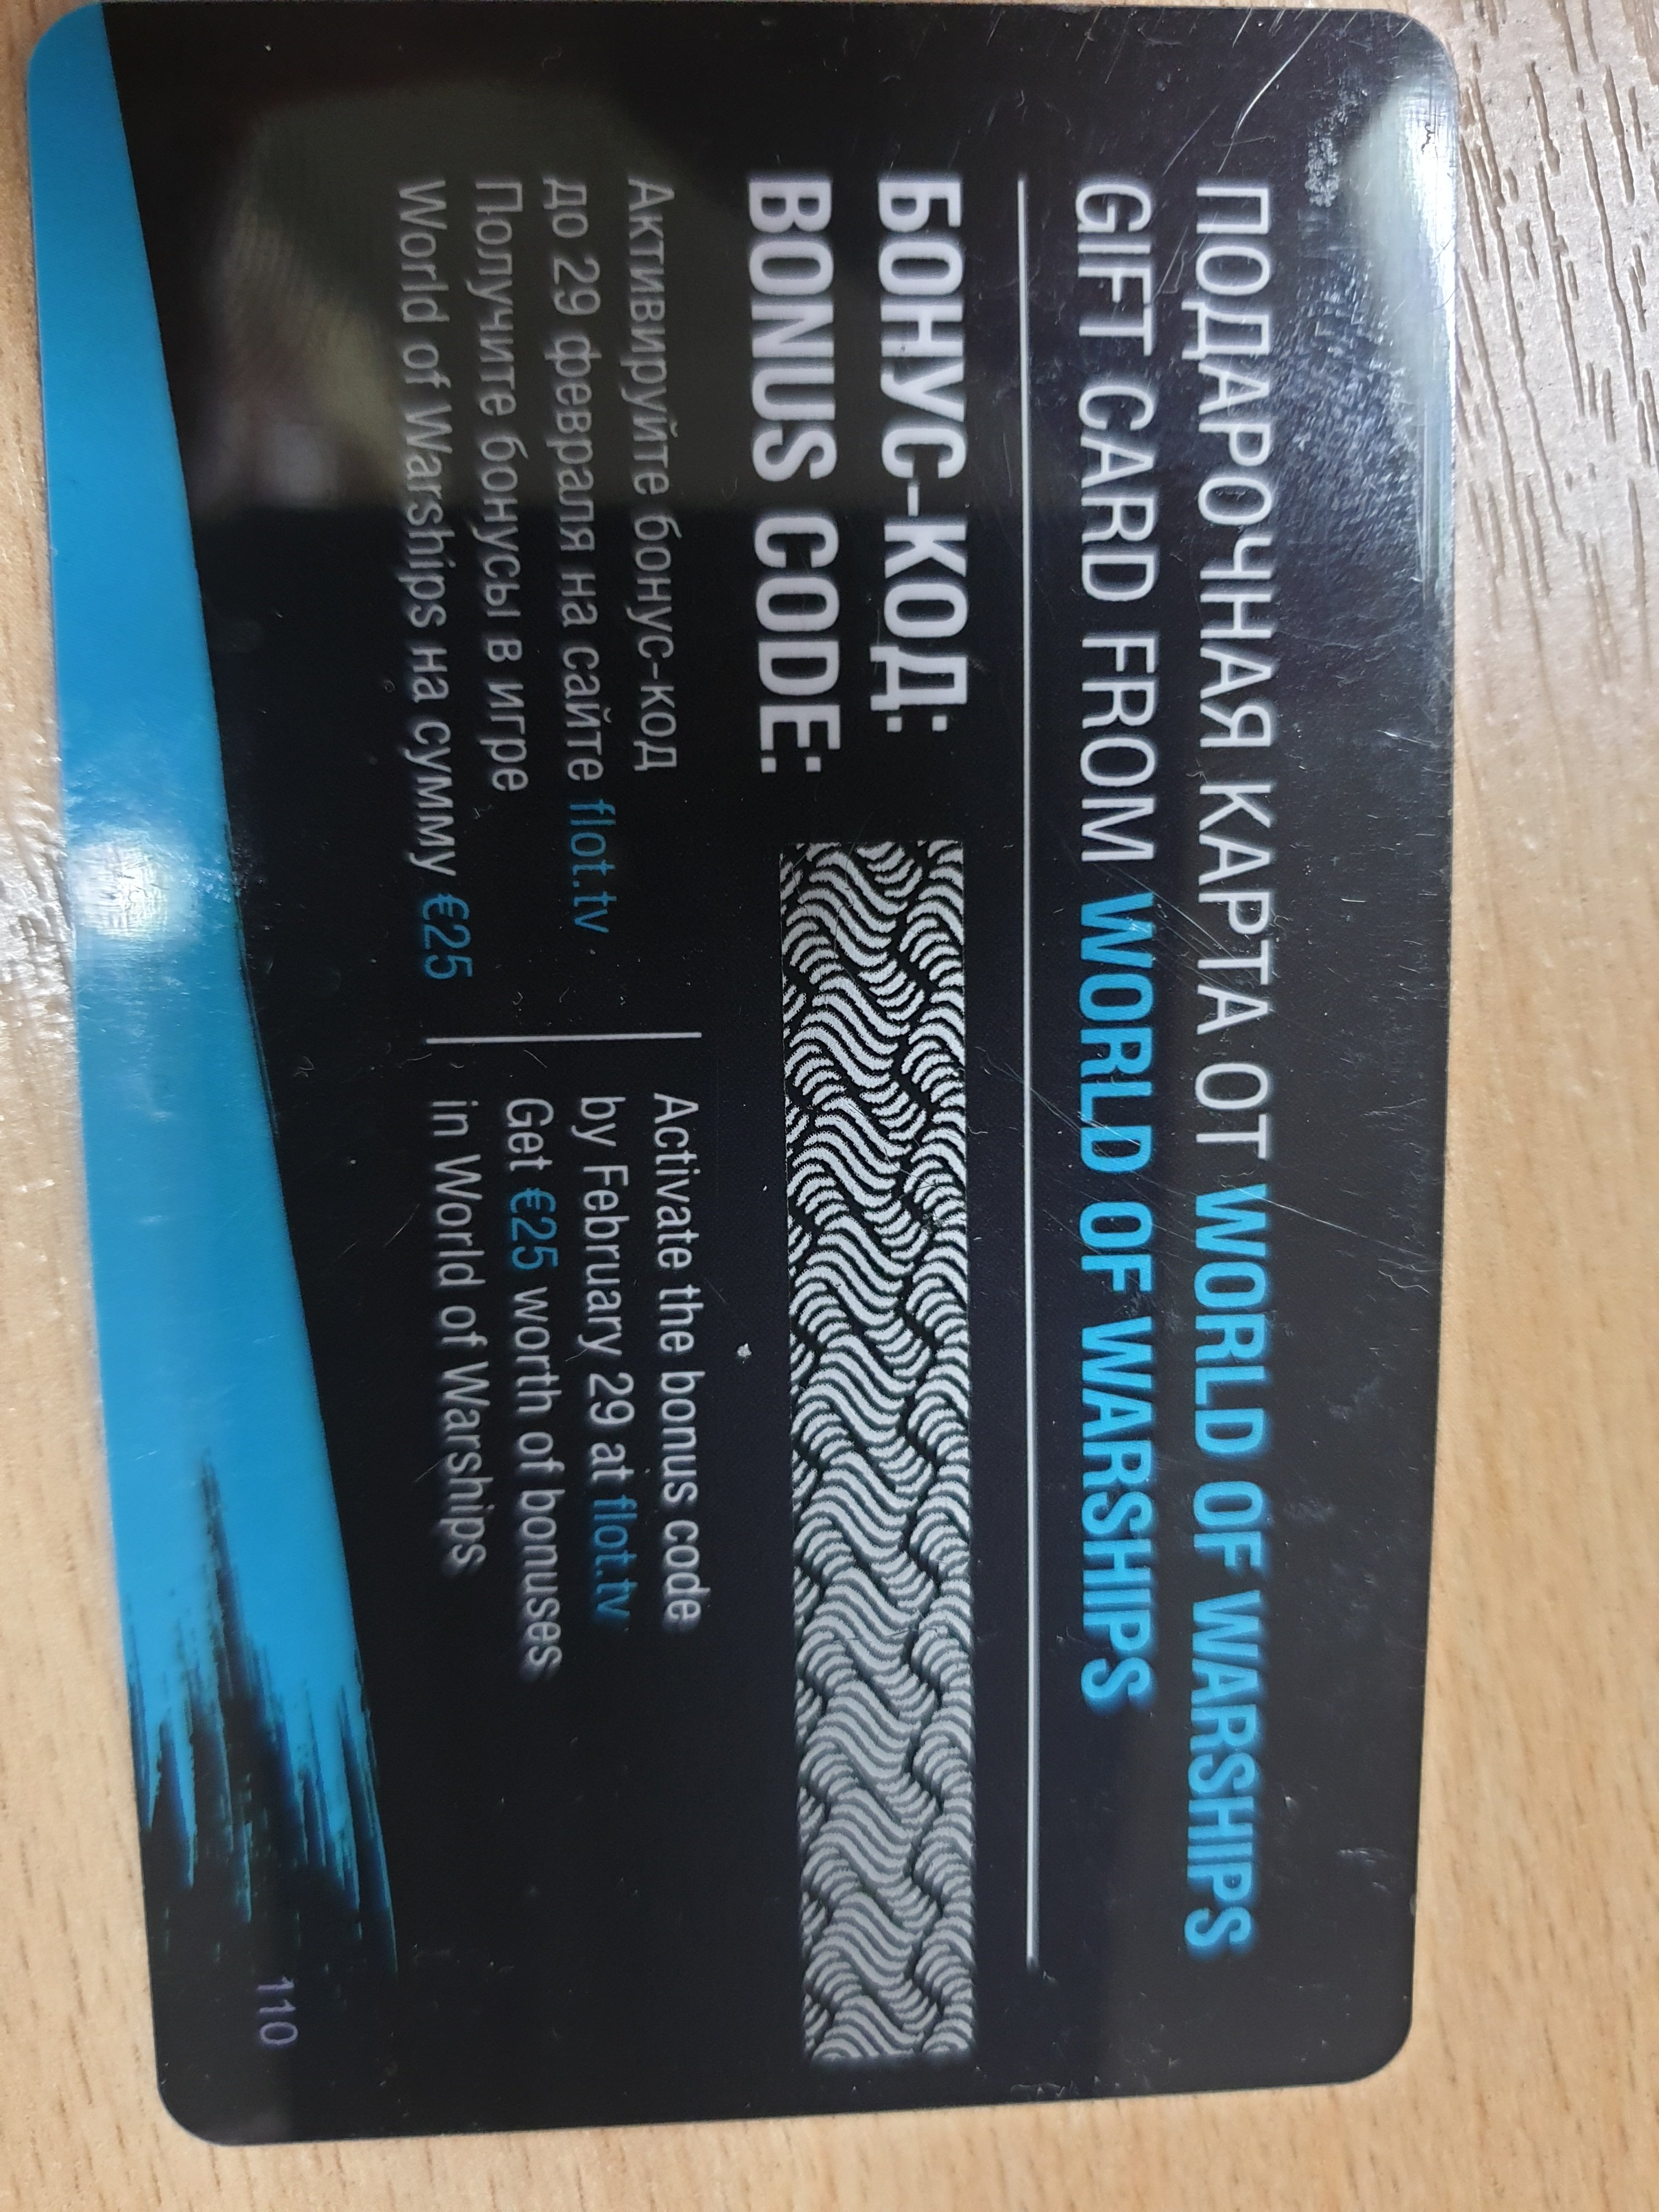 ПОДАРОЧНАЯ КАРТА ОТ WORLD OF WARSHIPS
GIFT CARD FROM WORLD OF WARSHIPS
БОНУС-КОД:
BONUS CODE:
Активируйте бонус-код
до 29 февраля на сайте flot.tv
Получите бонусы в игре
World of Warships на сумму €25
Activate the bonus code
by February 29 at flot.tv
Get €25 worth of bonuses
in World of Warships
110